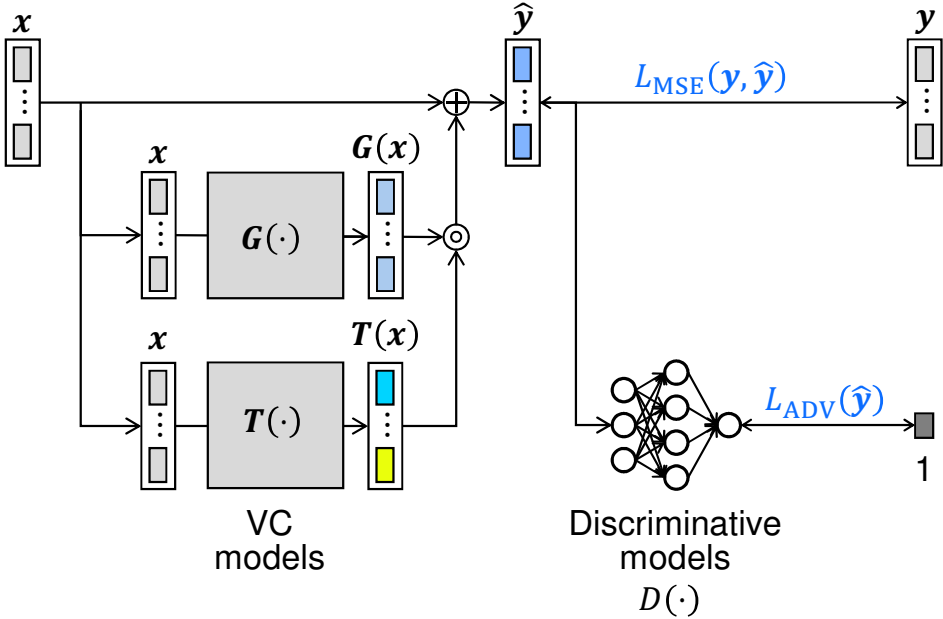 x
ŷ
y
L_MSE(y, ŷ)
x
G(x)
G(·)
x
T(x)
T(·)
L_ADV(ŷ)
1
VC
models
Discriminative
models
D(·)